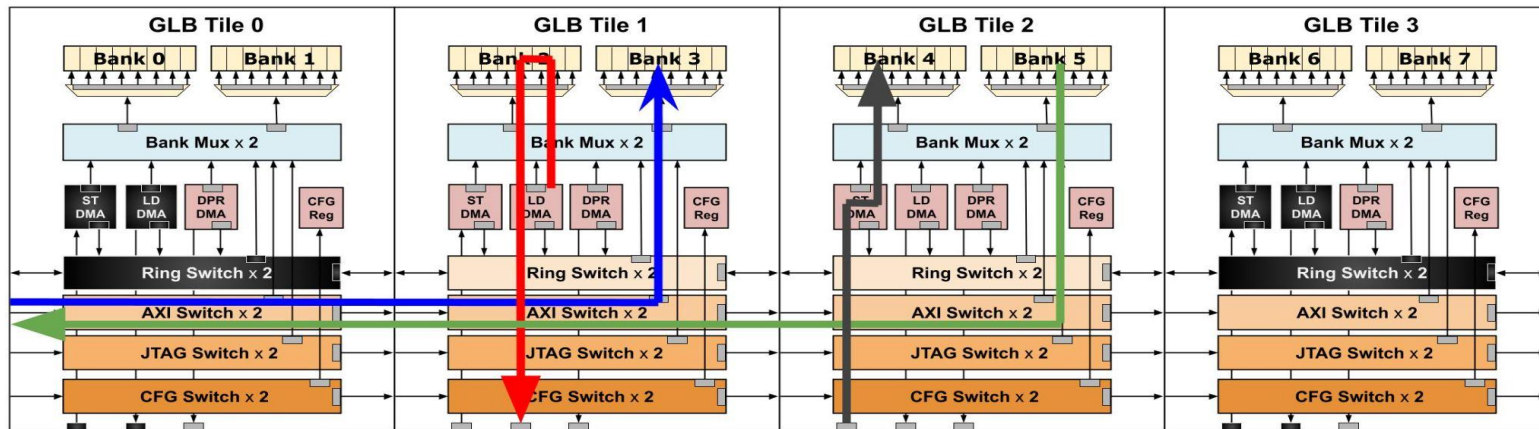 GLB Tile 0
Bank 0
Bank 1
Bank Mux x 2
ST
DMA
LD
DMA
DPR
DMA
CFG
Reg
Ring Switch x 2
AXI Switch x 2
JTAG Switch x 2
CFG Switch x 2
GLB Tile 1
Bank 2
Bank 3
Bank Mux x 2
ST
DMA
LD
DMA
DPR
DMA
CFG
Reg
Ring Switch x 2
AXI Switch x 2
JTAG Switch x 2
CFG Switch x 2
GLB Tile 2
Bank 4
Bank 5
Bank Mux x 2
ST
DMA
LD
DMA
DPR
DMA
CFG
Reg
Ring Switch x 2
AXI Switch x 2
JTAG Switch x 2
CFG Switch x 2
GLB Tile 3
Bank 6
Bank 7
Bank Mux x 2
ST
DMA
LD
DMA
DPR
DMA
CFG
Reg
Ring Switch x 2
AXI Switch x 2
JTAG Switch x 2
CFG Switch x 2